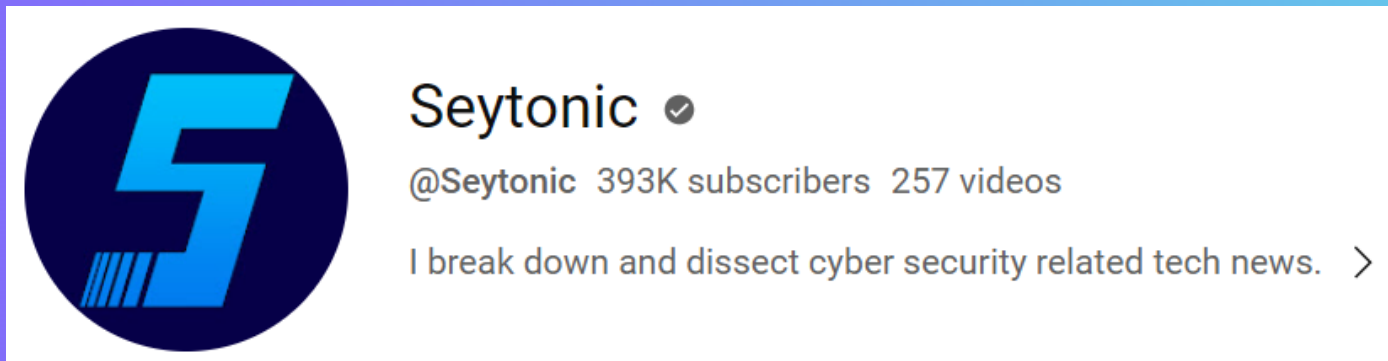 Seytonic
@Seytonic 393K subscribers 257 videos
I break down and dissect cyber security related tech news.